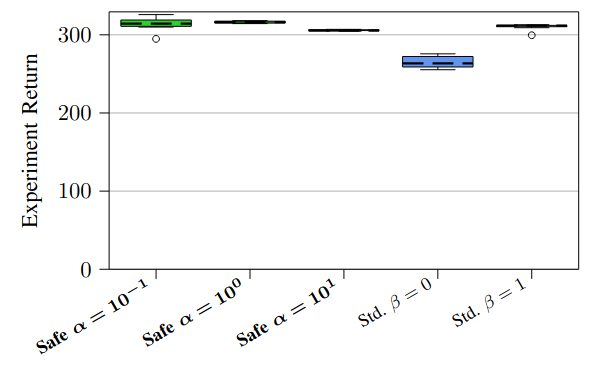 Experiment Return
300
200
100
0
Safe α = 10⁻¹
Safe α = 10⁰
Safe α = 10¹
Std. β = 0
Std. β = 1